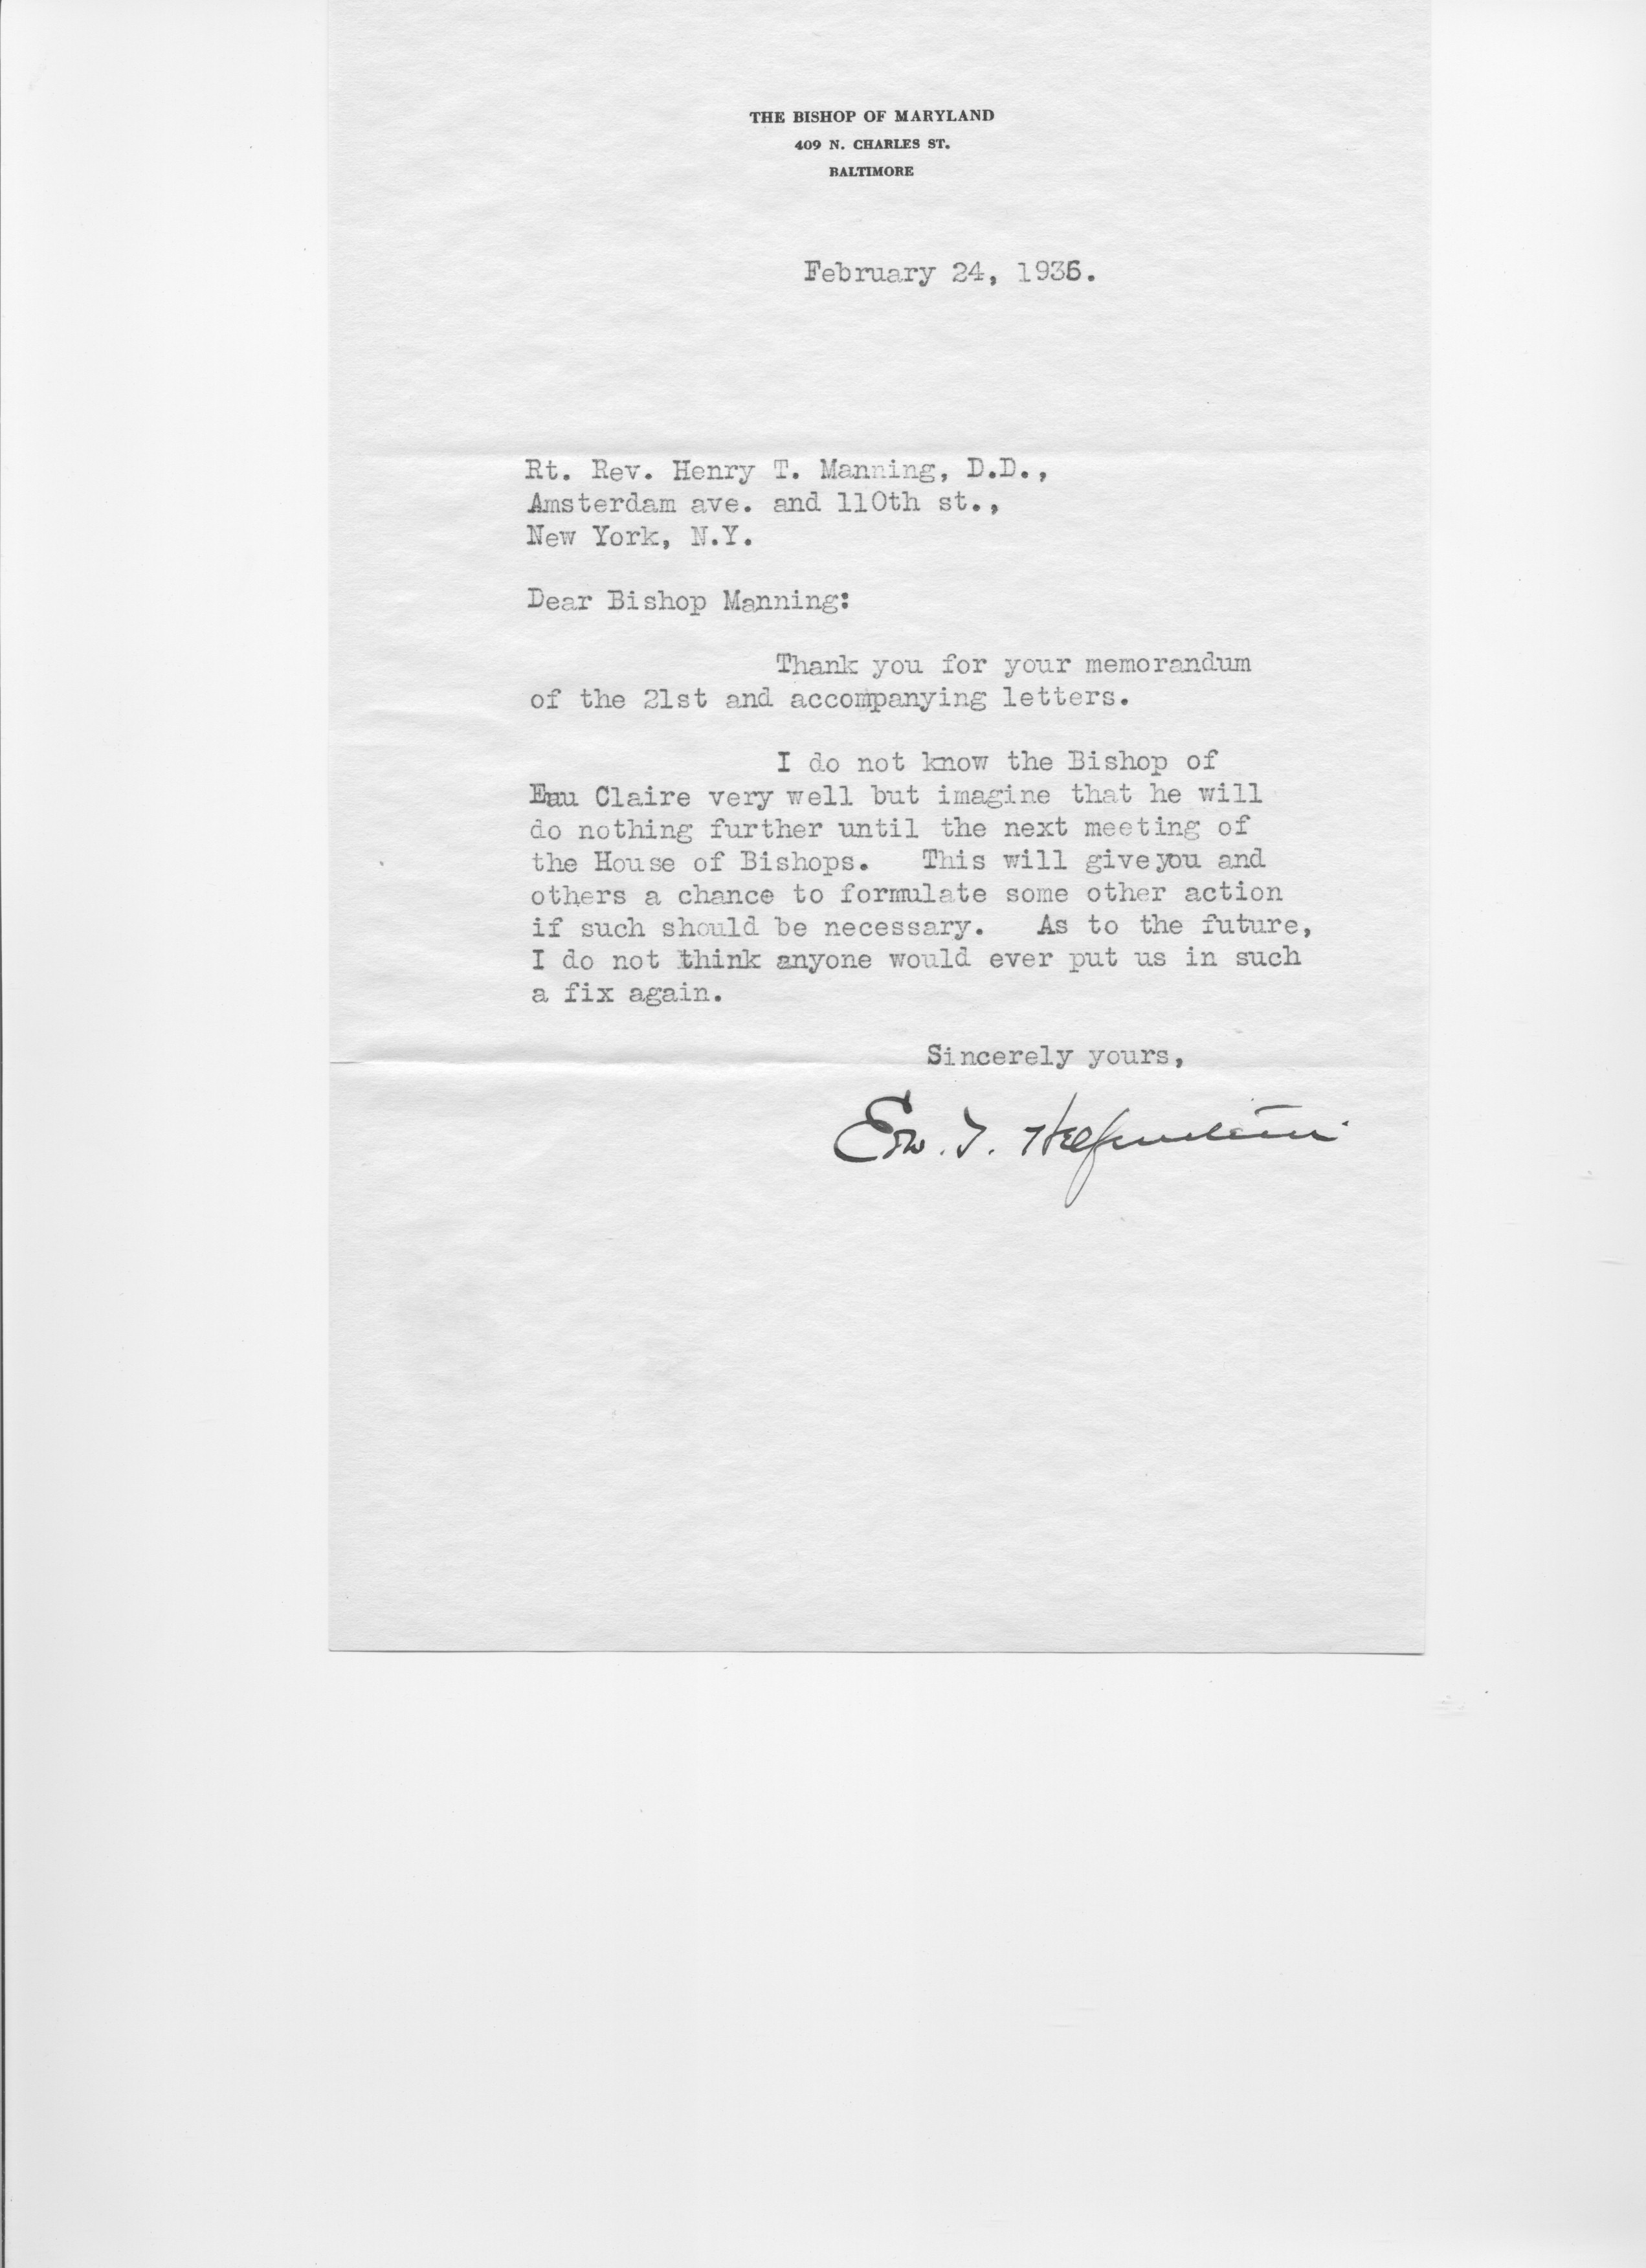 THE BISHOP OF MARYLAND
409 N. CHARLES ST.
BALTIMORE
February 24, 1936.
Rt. Rev. Henry T. Manning, D.D.,
Amsterdam ave. and 110th st.,
New York, N.Y.
Dear Bishop Manning:
Thank you for your memorandum
of the 21st and accompanying letters.
I do not know the Bishop of
Eau Claire very well but imagine that he will
do nothing further until the next meeting of
the House of Bishops. This will give you and
others a chance to formulate some other action
if such should be necessary. As to the future,
I do not think anyone would ever put us in such
a fix again.
Sincerely yours,
Edw. T. Helfenstein